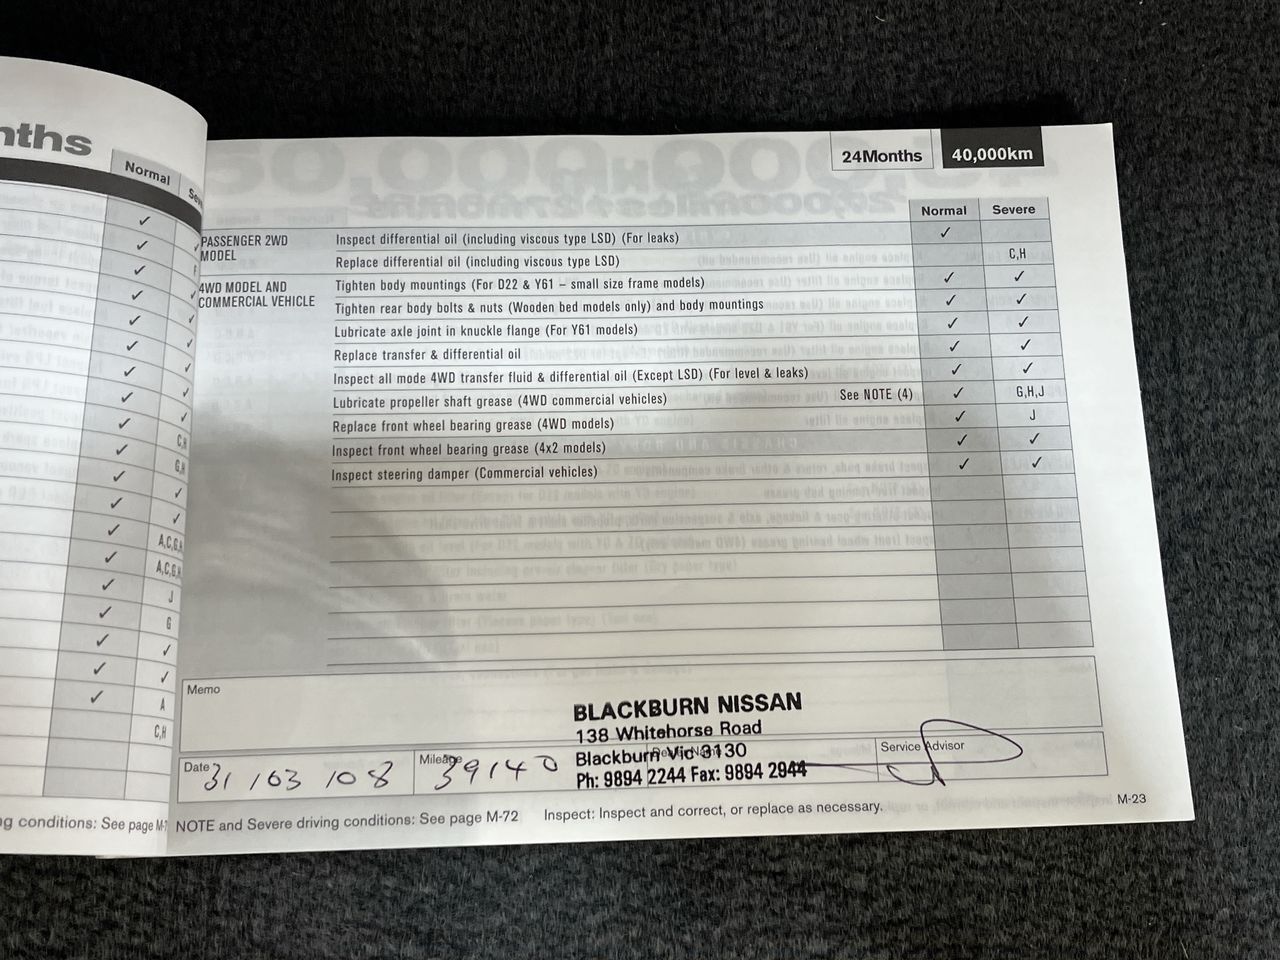 nths
Normal
✓
✓
✓
✓
✓
✓
✓
✓
✓
✓ C,H
✓ G,H
✓ ✓
✓ ✓
✓ A,C,G,H
✓ A,C,G,H
✓ J
✓ G
✓ ✓
✓ ✓
✓ A
C,H
g conditions: See page M-7
24Months 40,000km
Normal Severe
PASSENGER 2WD MODEL Inspect differential oil (including viscous type LSD) (For leaks) ✓
Replace differential oil (including viscous type LSD) C,H
4WD MODEL AND COMMERCIAL VEHICLE Tighten body mountings (For D22 & Y61 – small size frame models) ✓ ✓
Tighten rear body bolts & nuts (Wooden bed models only) and body mountings ✓ ✓
Lubricate axle joint in knuckle flange (For Y61 models) ✓ ✓
Replace transfer & differential oil ✓ ✓
Inspect all mode 4WD transfer fluid & differential oil (Except LSD) (For level & leaks) ✓ ✓
Lubricate propeller shaft grease (4WD commercial vehicles) See NOTE (4) ✓ G,H,J
Replace front wheel bearing grease (4WD models) ✓ J
Inspect front wheel bearing grease (4x2 models) ✓ ✓
Inspect steering damper (Commercial vehicles) ✓ ✓
Memo
BLACKBURN NISSAN
138 Whitehorse Road
Blackburn Vic 3130
Ph: 9894 2244 Fax: 9894 2944
Date 31/03/08
Mileage 39140
Service Advisor
NOTE and Severe driving conditions: See page M-72 Inspect: Inspect and correct, or replace as necessary.
M-23